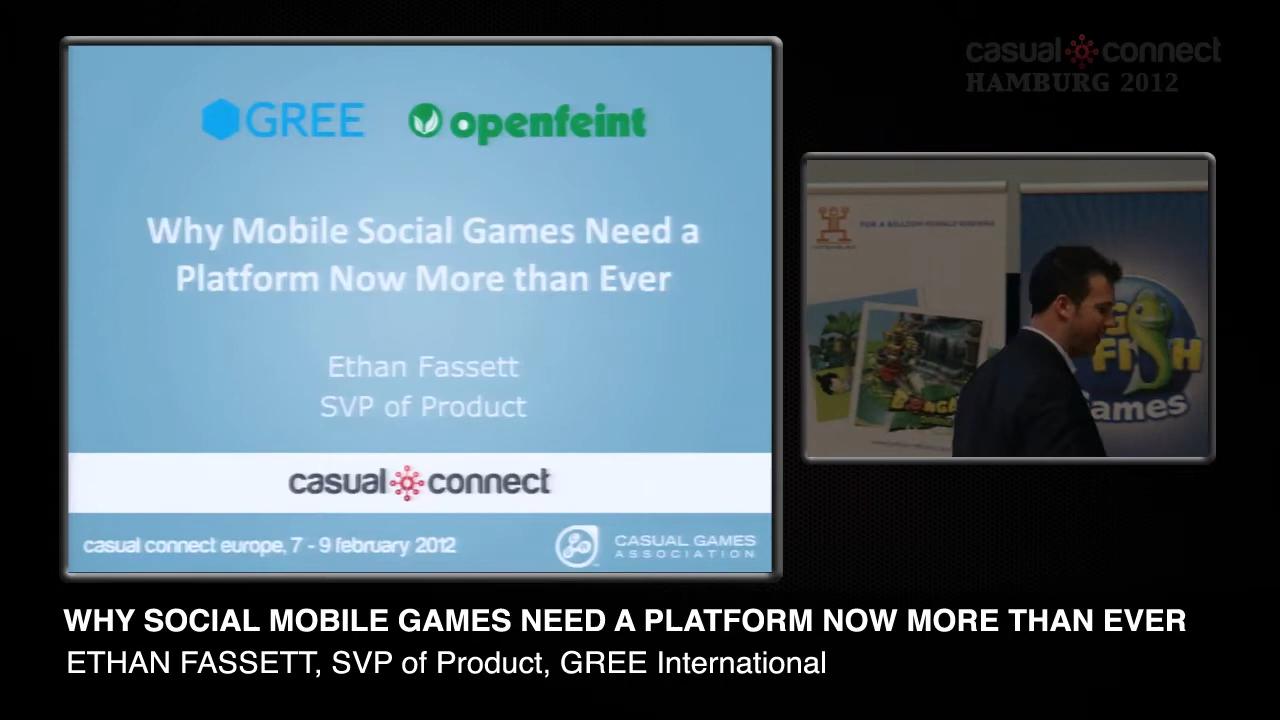 casual connect
HAMBURG 2012
GREE openfeint
Why Mobile Social Games Need a
Platform Now More than Ever
Ethan Fassett
SVP of Product
casual connect
casual connect europe, 7 - 9 february 2012
CASUAL GAMES
ASSOCIATION
FISH
Games
WHY SOCIAL MOBILE GAMES NEED A PLATFORM NOW MORE THAN EVER
ETHAN FASSETT, SVP of Product, GREE International